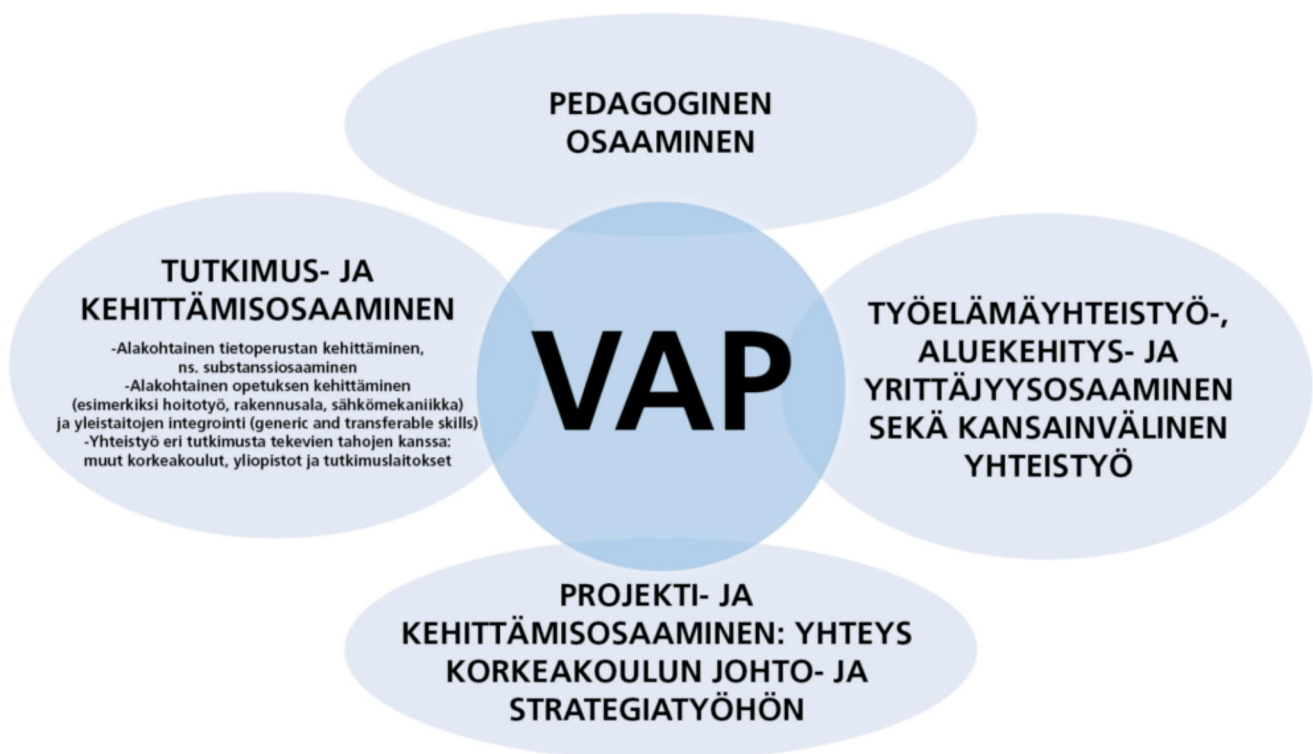 PEDAGOGINEN
OSAAMINEN
TUTKIMUS- JA
KEHITTÄMISOSAAMINEN
-Alakohtainen tietoperustan kehittäminen,
ns. substanssiosaaminen
-Alakohtainen opetuksen kehittäminen
(esimerkiksi hoitotyö, rakennusala, sähkömekaniikka)
ja yleistaitojen integrointi (generic and transferable skills)
-Yhteistyö eri tutkimusta tekevien tahojen kanssa:
muut korkeakoulut, yliopistot ja tutkimuslaitokset
VAP
TYÖELÄMÄYHTEISTYÖ-,
ALUEKEHITYS- JA
YRITTÄJYYSOSAAMINEN
SEKÄ KANSAINVÄLINEN
YHTEISTYÖ
PROJEKTI- JA
KEHITTÄMISOSAAMINEN: YHTEYS
KORKEAKOULUN JOHTO- JA
STRATEGIATYÖHÖN